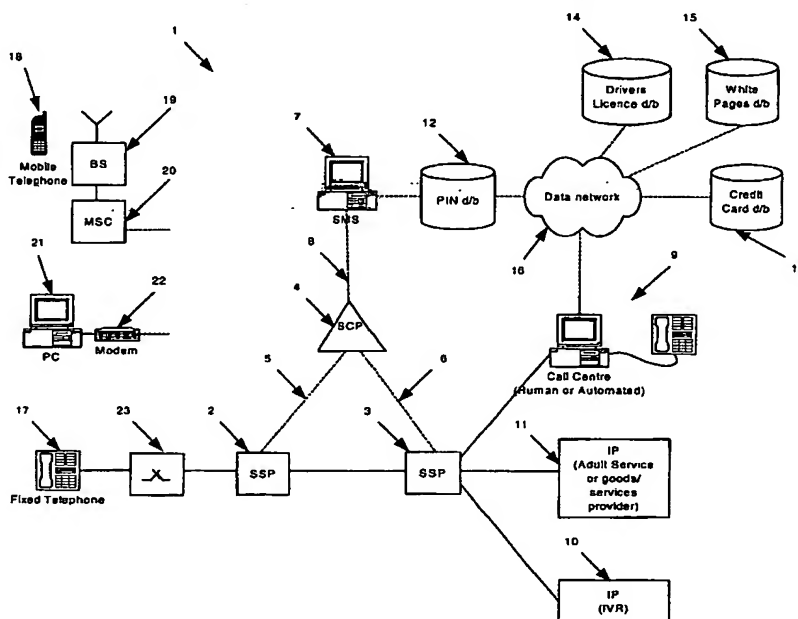 1
14
15
18
Drivers
Licence d/b
White
Pages d/b
19
7
12
Mobile
Telephone
BS
20
PIN d/b
Data network
Credit
Card d/b
MSC
SMS
21
8
16
9
1
22
4
SCP
PC
Modem
Call Centre
(Human or Automated)
5
6
17
23
2
3
11
SSP
SSP
IP
(Adult Service
or goods/
services
provider)
Fixed Telephone
10
IP
(IVR)